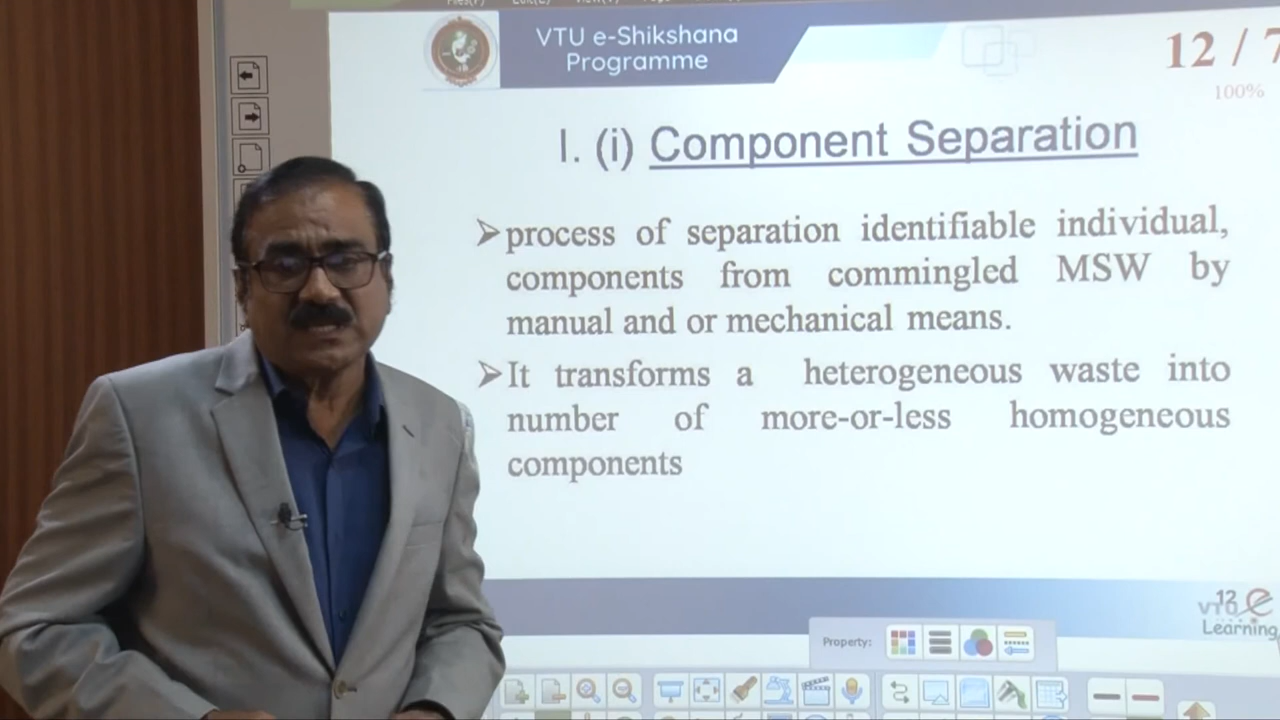 VTU e-Shikshana
Programme
12 / 7
100%
I. (i) Component Separation
process of separation identifiable individual,
components from commingled MSW by
manual and or mechanical means.
It transforms a heterogeneous waste into
number of more-or-less homogeneous
components
12
VTU e
Learning
Property: